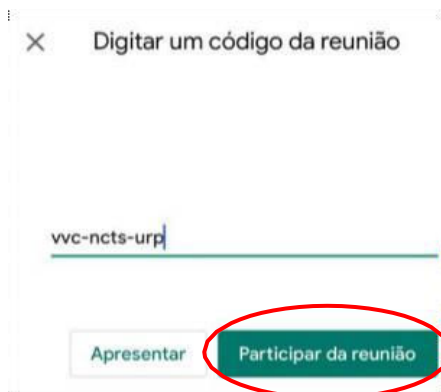 Digitar um código da reunião
vvc-ncts-urp
Apresentar
Participar da reunião